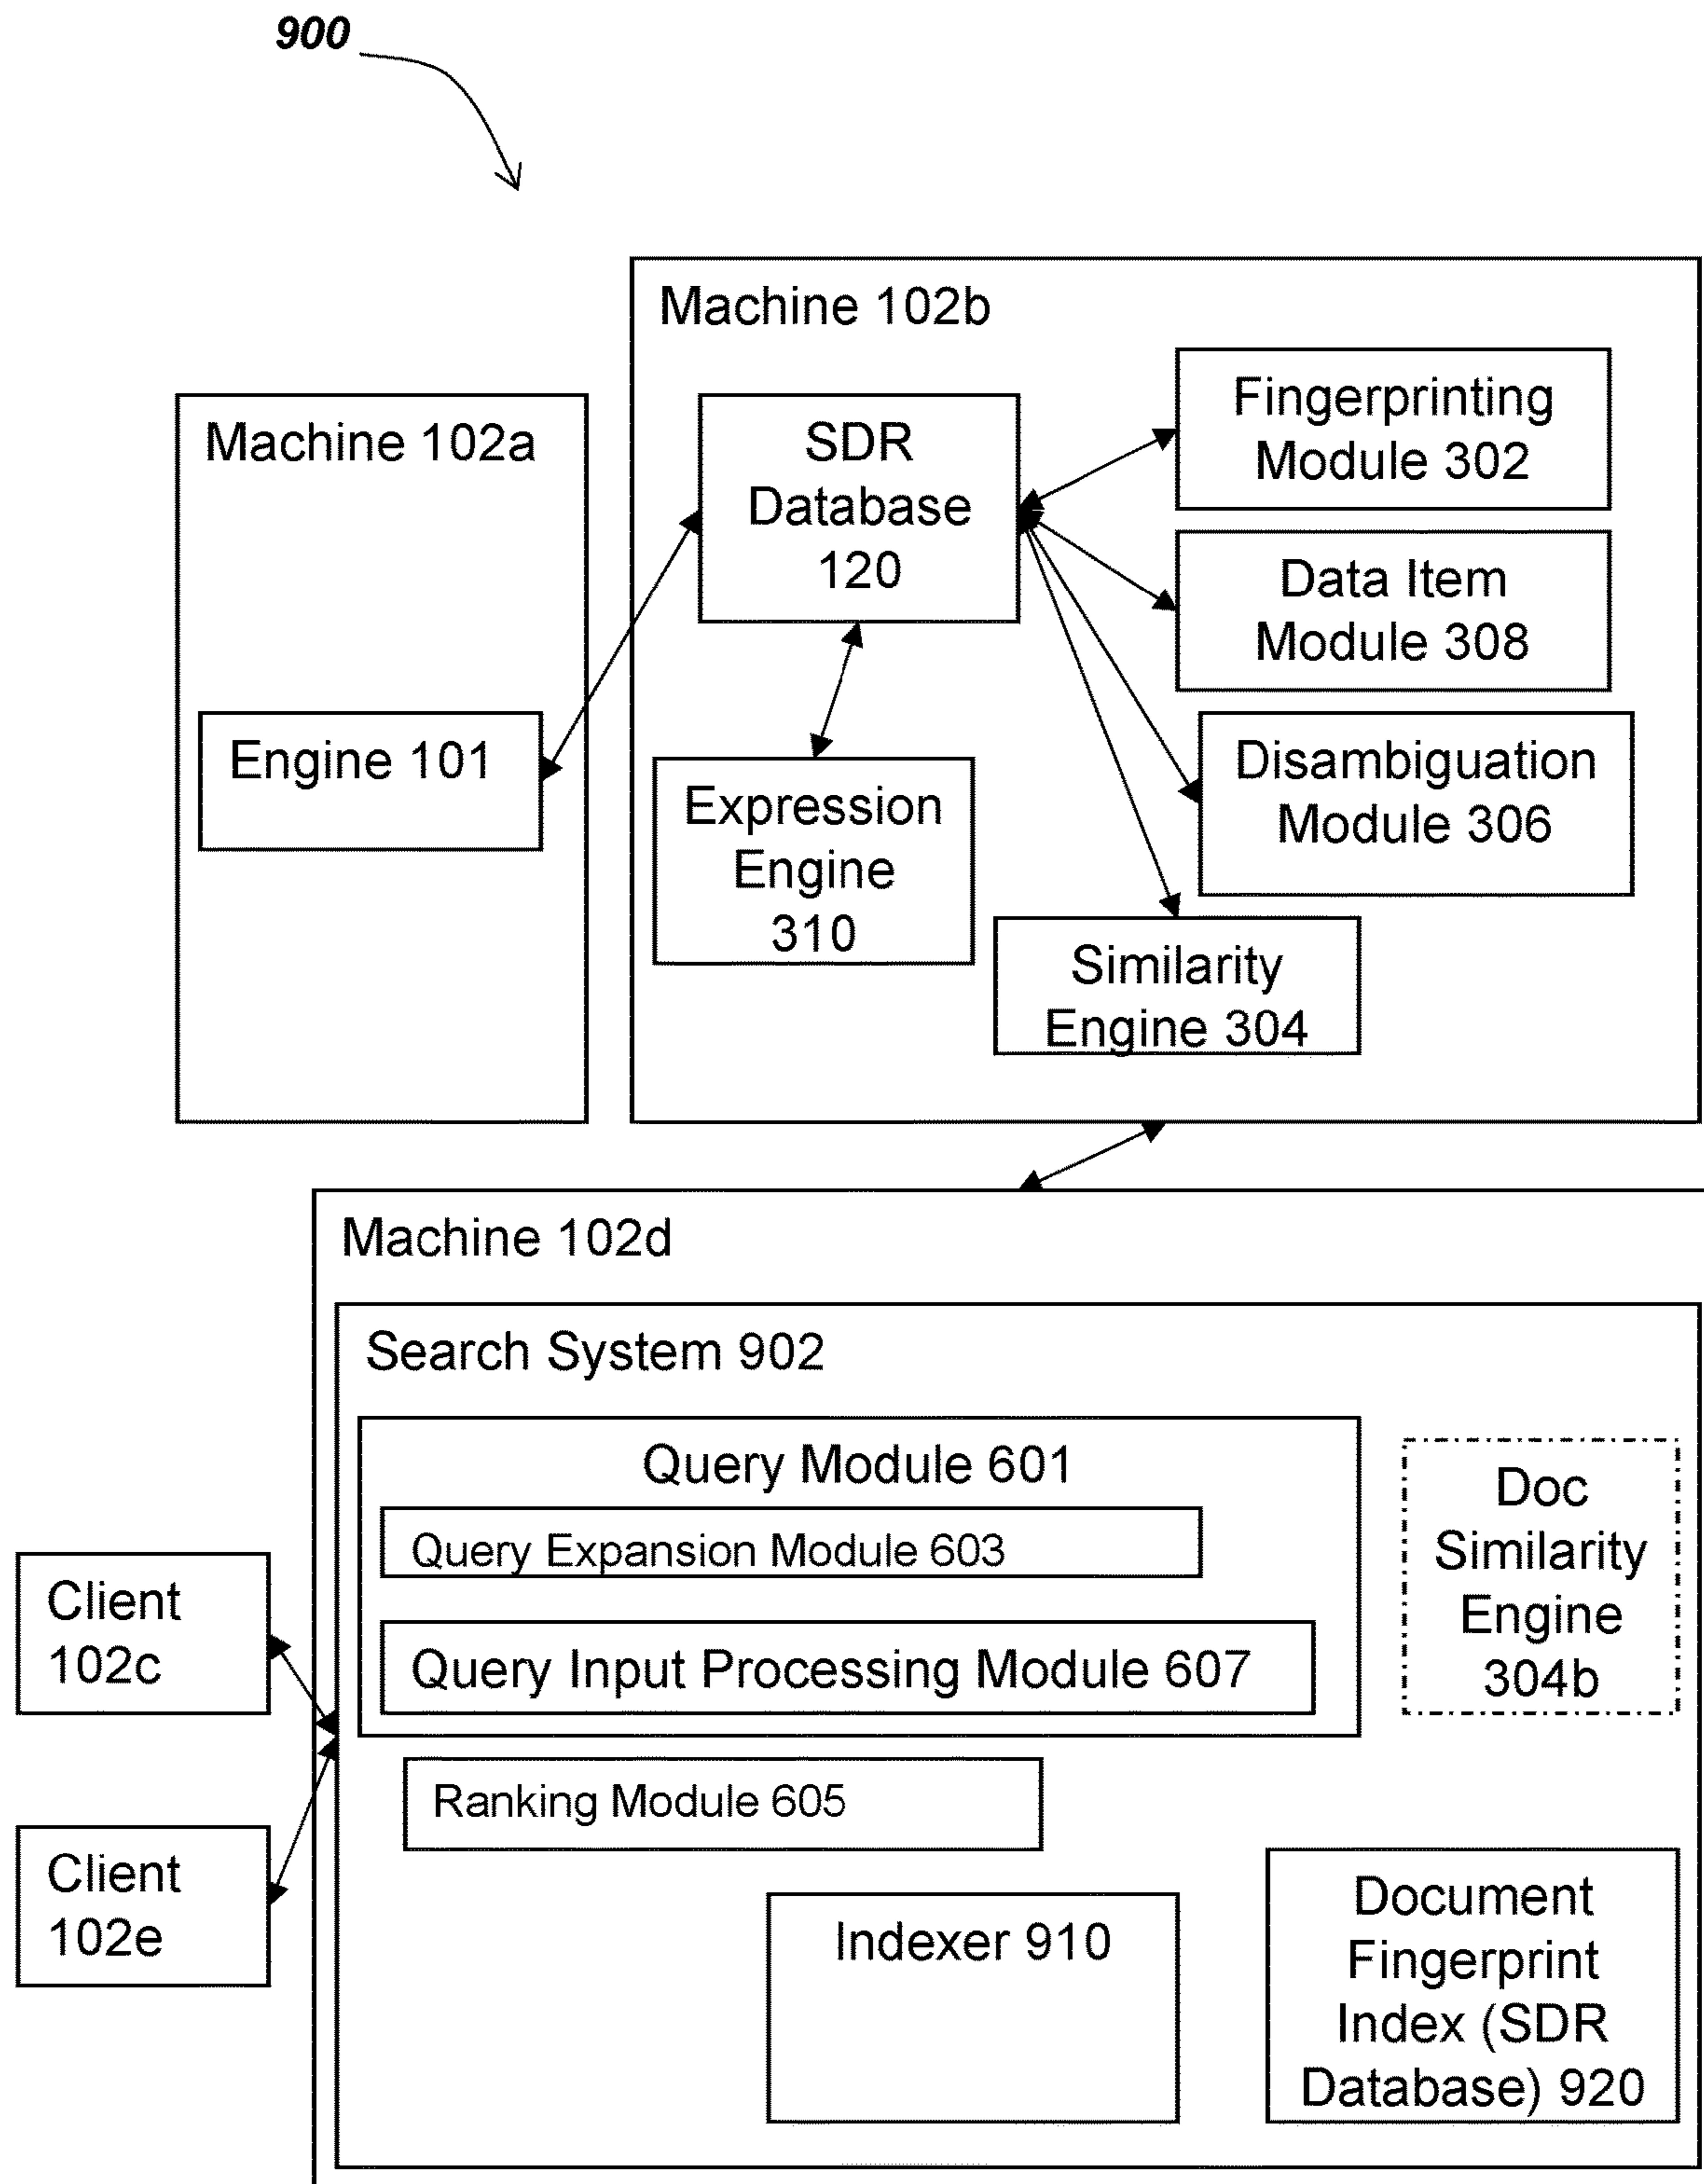 900
Machine 102b
Machine 102a
SDR
Database
120
Fingerprinting
Module 302
Data Item
Module 308
Engine 101
Expression
Engine
310
Disambiguation
Module 306
Similarity
Engine 304
Machine 102d
Search System 902
Query Module 601
Query Expansion Module 603
Query Input Processing Module 607
Doc
Similarity
Engine
304b
Client
102c
Ranking Module 605
Client
102e
Indexer 910
Document
Fingerprint
Index (SDR
Database) 920